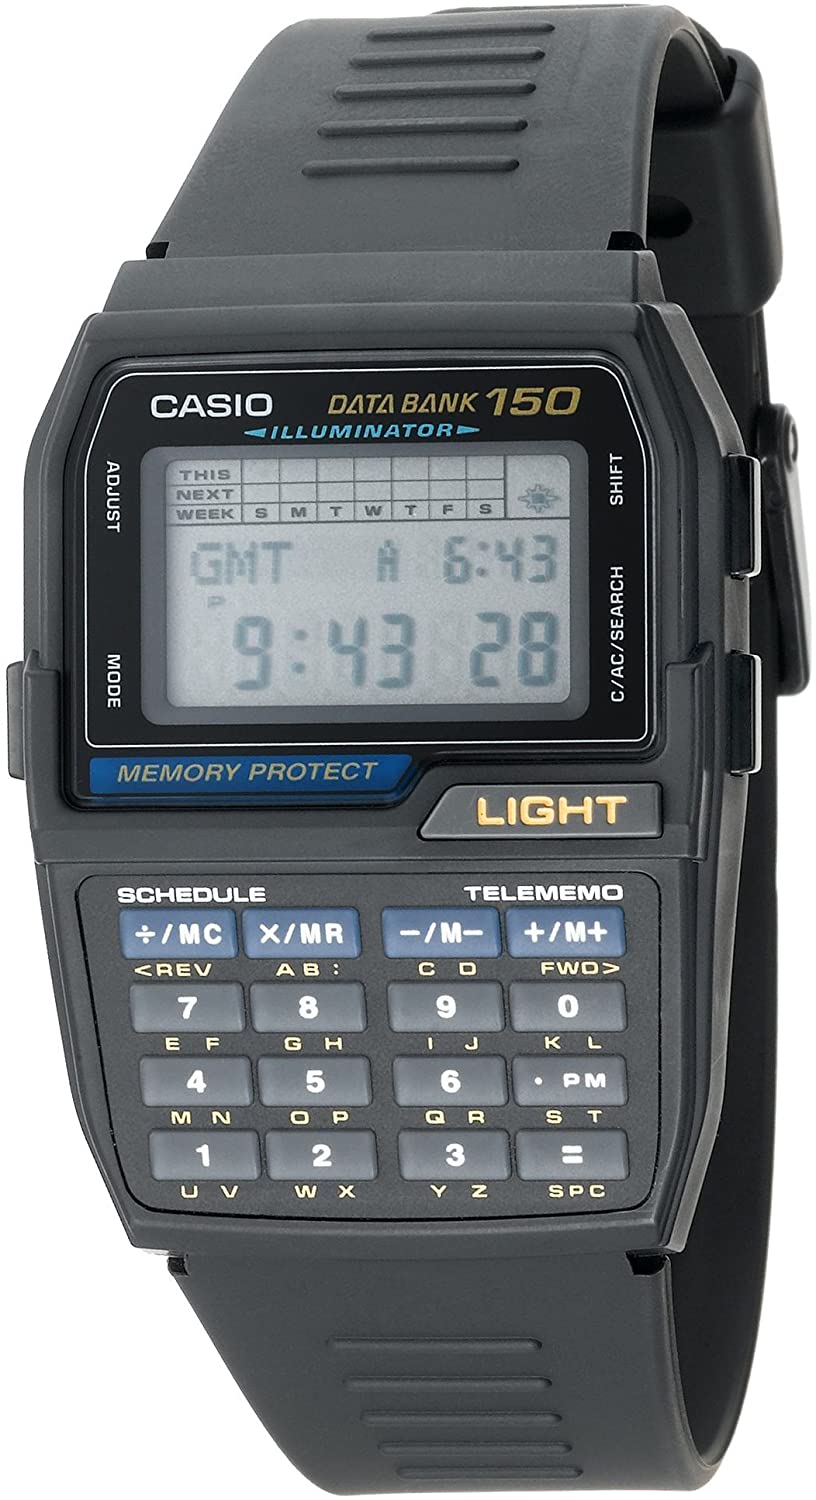 CASIO DATA BANK 150
ILLUMINATOR
ADJUST
MODE
SHIFT
C/AC/SEARCH
THIS
NEXT
WEEK S M T W T F S
GMT A 6:43
P
9:43 28
MEMORY PROTECT
LIGHT
SCHEDULE TELEMEMO
÷/MC ×/MR −/M− +/M+
<REV AB: C D FWD>
7 8 9 0
E F G H I J K L
4 5 6 · PM
M N O P Q R S T
1 2 3 =
U V W X Y Z SPC